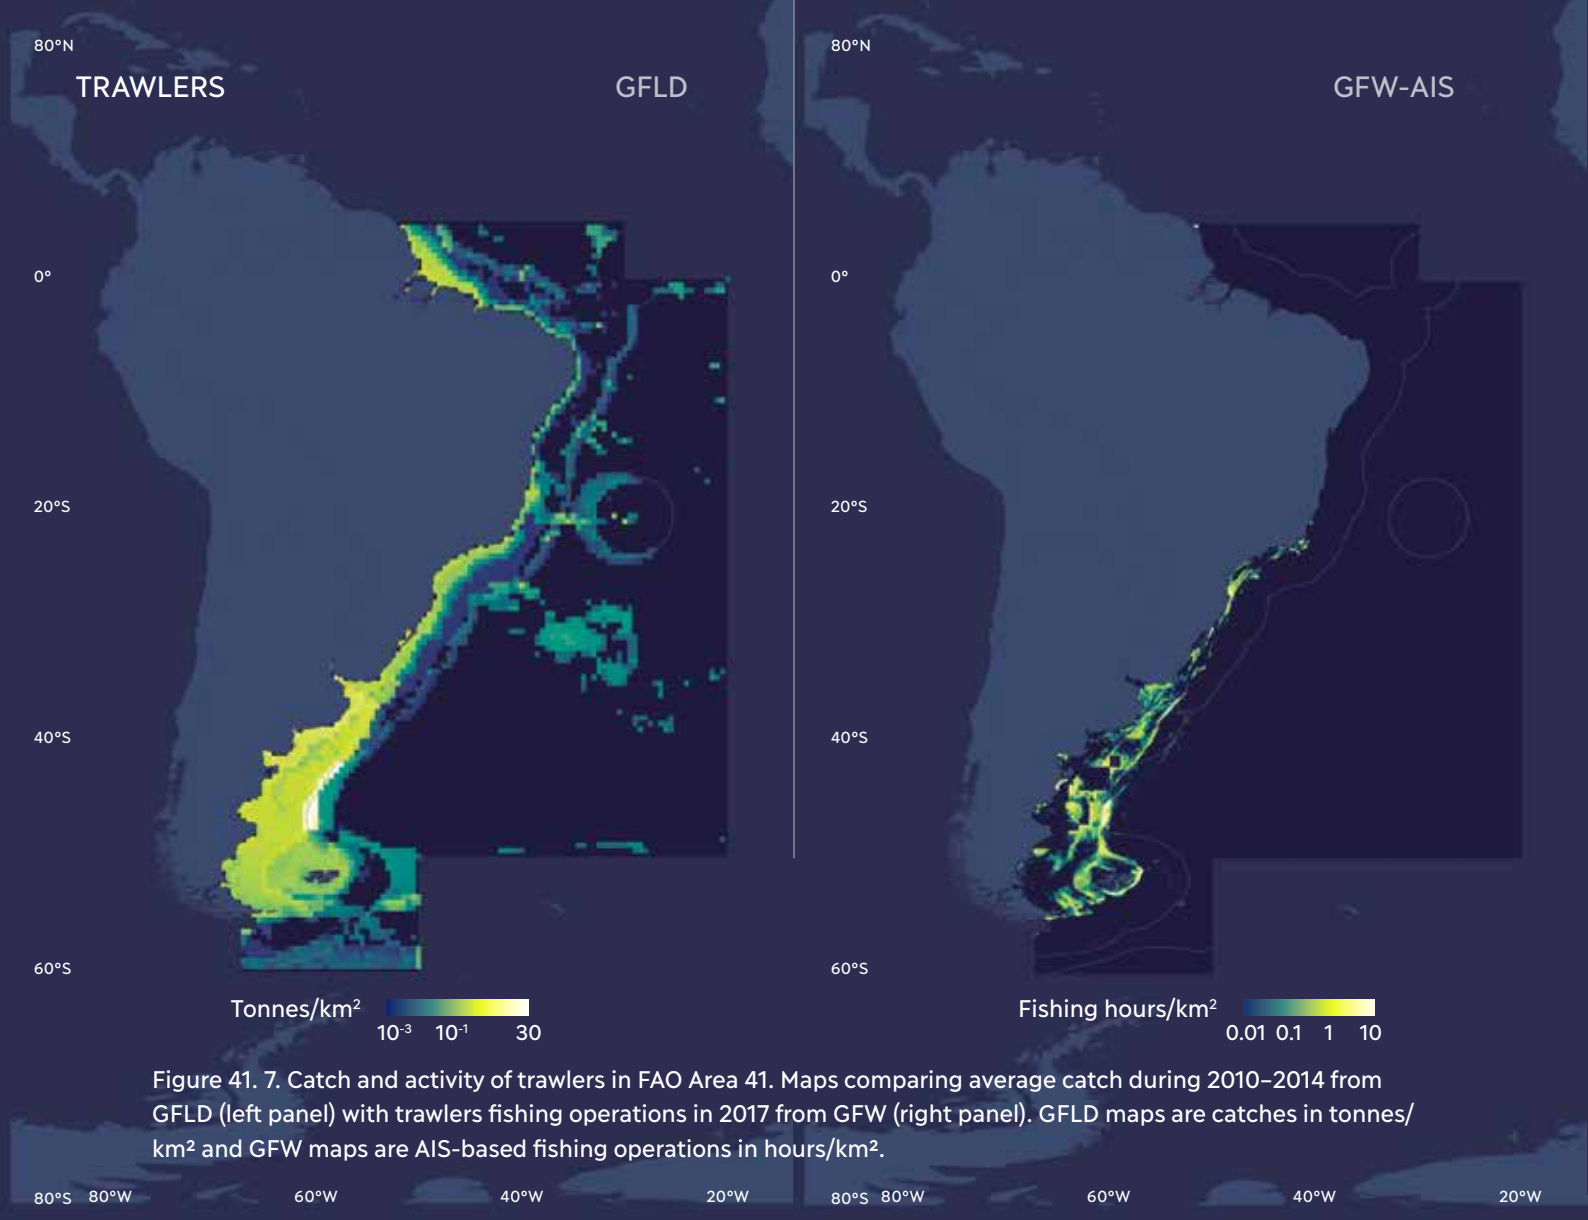 80°N
80°N
TRAWLERS
GFLD
GFW-AIS
0°
0°
20°S
20°S
40°S
40°S
60°S
60°S
Tonnes/km²
10⁻³ 10⁻¹ 30
Fishing hours/km²
0.01 0.1 1 10
Figure 41. 7. Catch and activity of trawlers in FAO Area 41. Maps comparing average catch during 2010–2014 from
GFLD (left panel) with trawlers fishing operations in 2017 from GFW (right panel). GFLD maps are catches in tonnes/
km² and GFW maps are AIS-based fishing operations in hours/km².
80°S 80°W 60°W 40°W 20°W
80°S 80°W 60°W 40°W 20°W